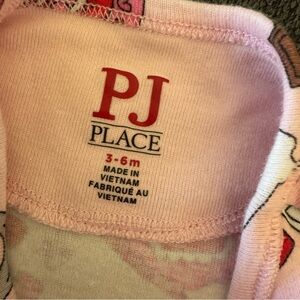 PJ
PLACE
3-6m
MADE IN
VIETNAM
FABRIQUÉ AU
VIETNAM